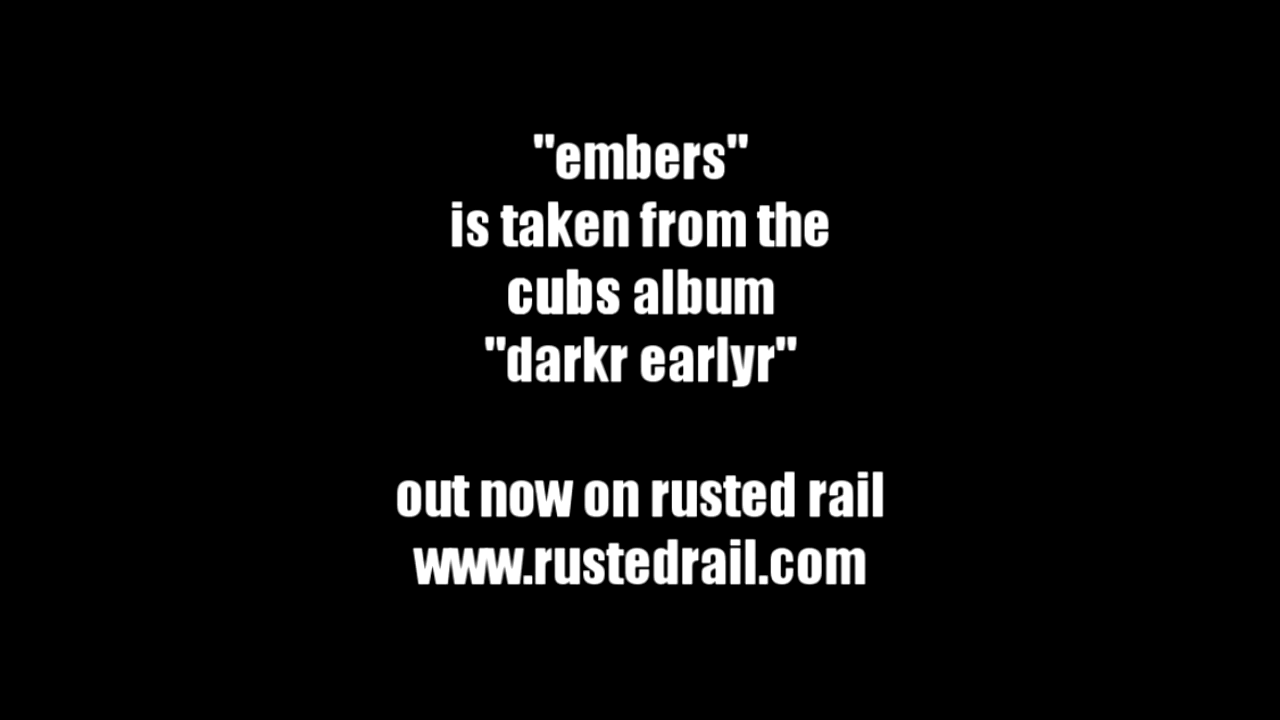 "embers"
is taken from the
cubs album
"darkr earlyr"
out now on rusted rail
www.rustedrail.com